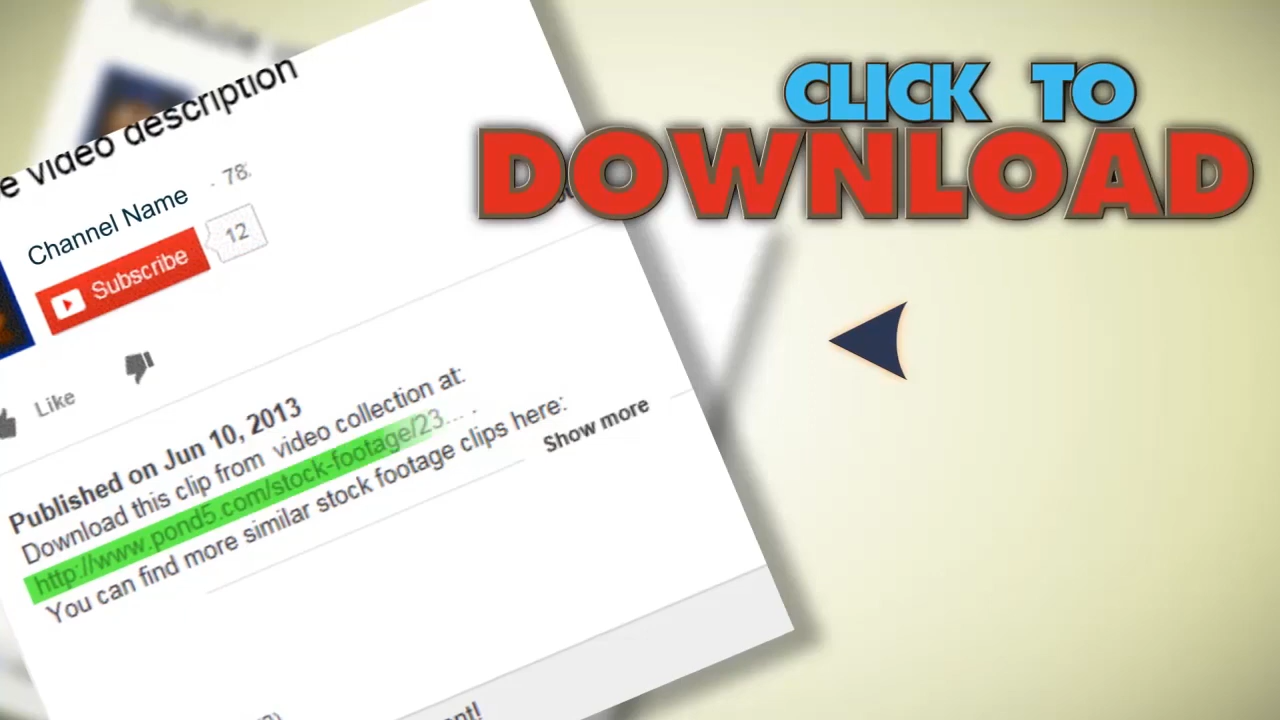 CLICK TO
DOWNLOAD
e video description
Channel Name
Subscribe
12
Like
Published on Jun 10, 2013
Download this clip from video collection at:
http://www.pond5.com/stock-footage/23...
You can find more similar stock footage clips here:
Show more